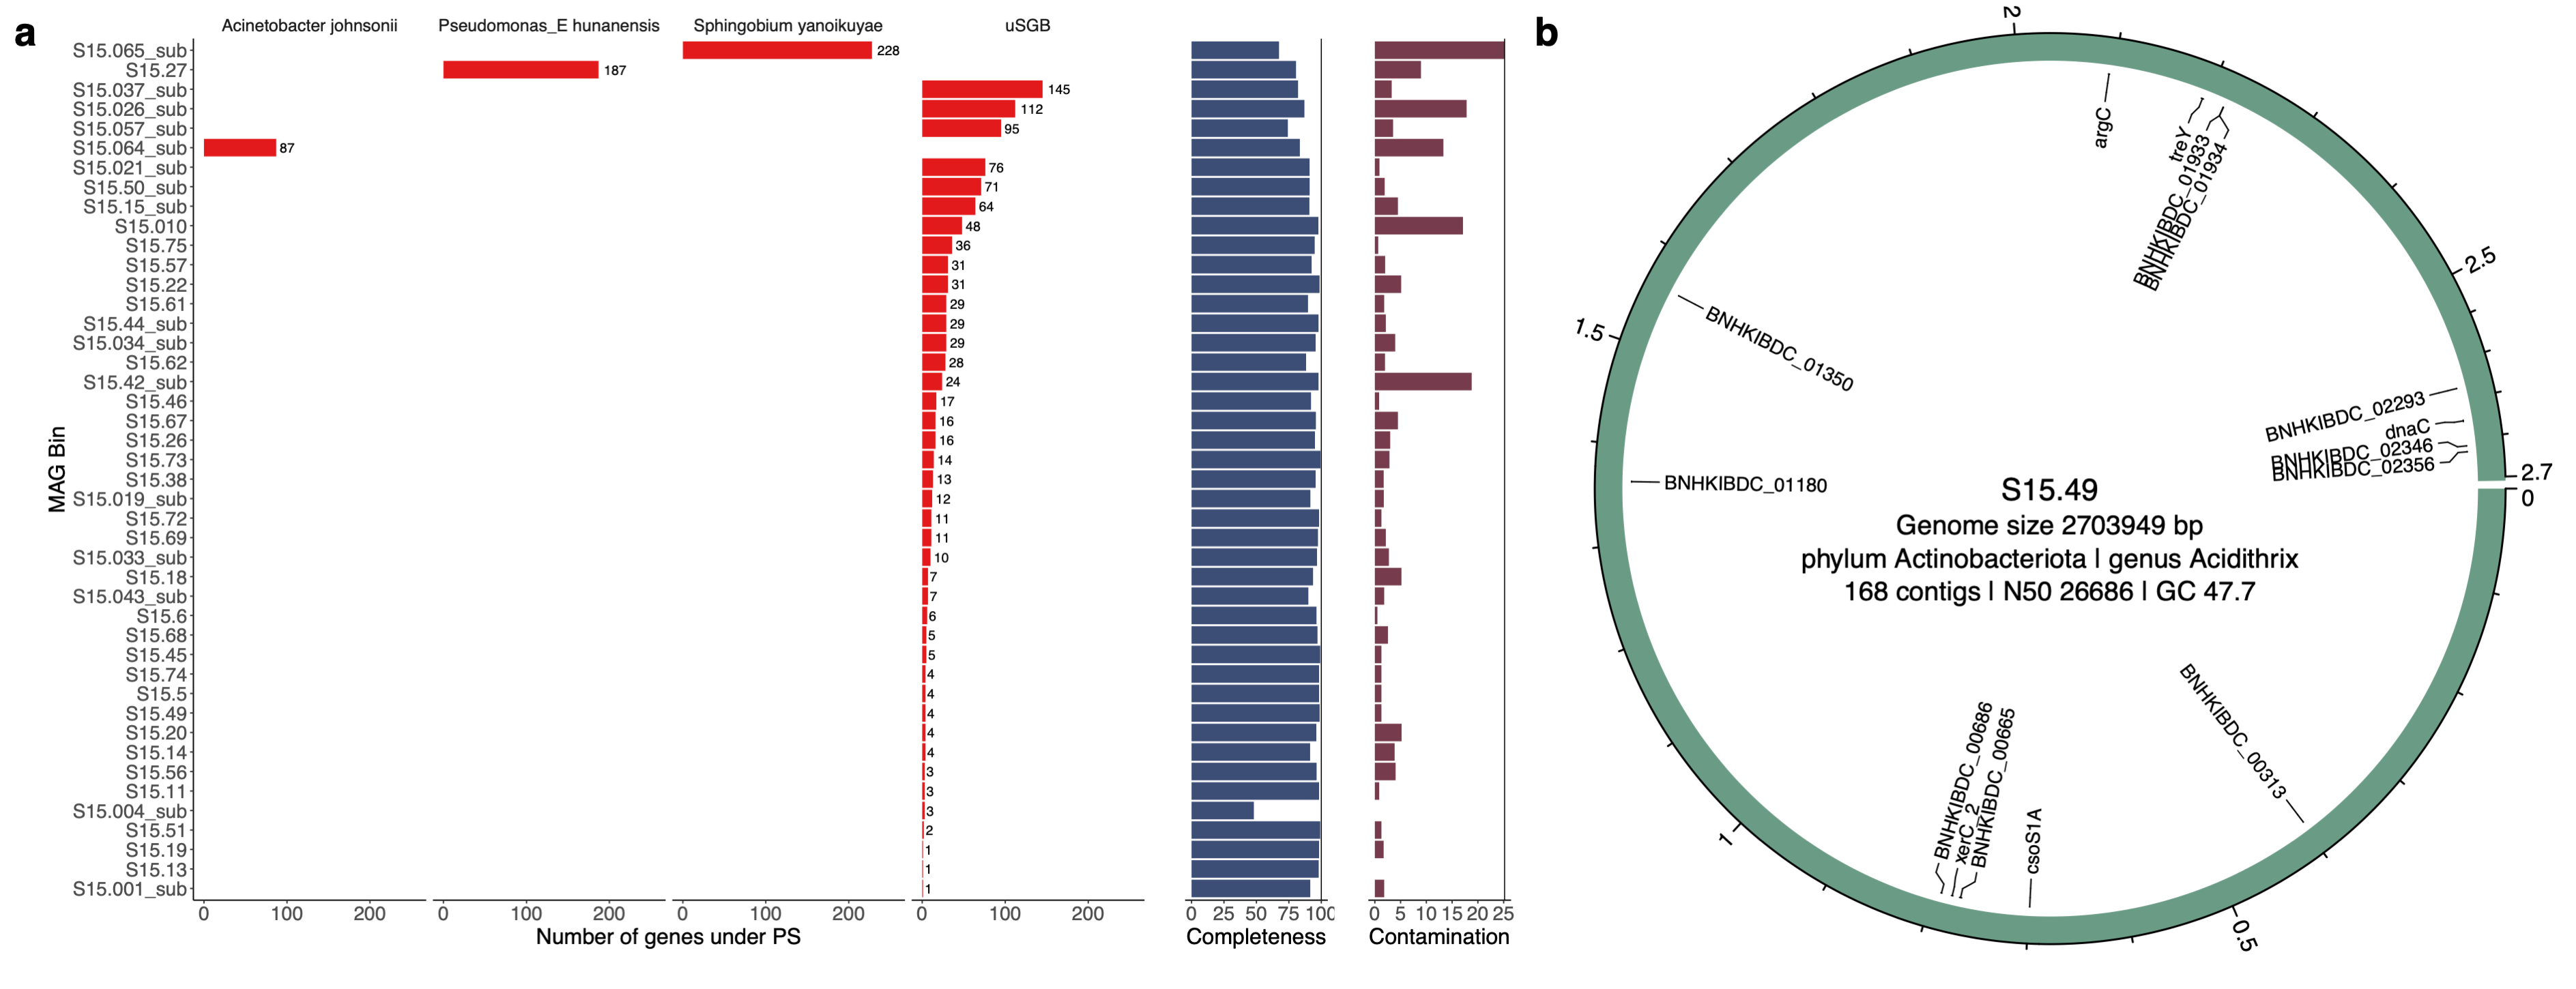 a
Acinetobacter johnsonii
Pseudomonas_E hunanensis
Sphingobium yanoikuyae
uSGB
MAG Bin
S15.065_sub 228
S15.27 187
S15.037_sub 145
S15.026_sub 112
S15.057_sub 95
S15.064_sub 87
S15.021_sub 76
S15.50_sub 71
S15.15_sub 64
S15.010 48
S15.75 36
S15.57 31
S15.22 31
S15.61 29
S15.44_sub 29
S15.034_sub 29
S15.62 28
S15.42_sub 24
S15.46 17
S15.67 16
S15.26 16
S15.73 14
S15.38 13
S15.019_sub 12
S15.72 11
S15.69 11
S15.033_sub 10
S15.18 7
S15.043_sub 7
S15.6 6
S15.68 5
S15.45 5
S15.74 4
S15.5 4
S15.49 4
S15.20 4
S15.14 4
S15.56 3
S15.11 3
S15.004_sub 3
S15.51 2
S15.19 1
S15.13 1
S15.001_sub 1
0 100 200 0 100 200 0 100 200 0 100 200 0 25 50 75 100 0 5 10 15 20 25
Number of genes under PS
Completeness
Contamination
b
2
argC
treY
BNHKIBDC_01933
BNHKIBDC_01934
2.5
1.5
BNHKIBDC_01350
BNHKIBDC_02293
dnaC
BNHKIBDC_02346
BNHKIBDC_02356
2.7
0
BNHKIBDC_01180
S15.49
Genome size 2703949 bp
phylum Actinobacteriota | genus Acidithrix
168 contigs | N50 26686 | GC 47.7
BNHKIBDC_00313
BNHKIBDC_00686
xerC_2
BNHKIBDC_00665
csoS1A
1
0.5